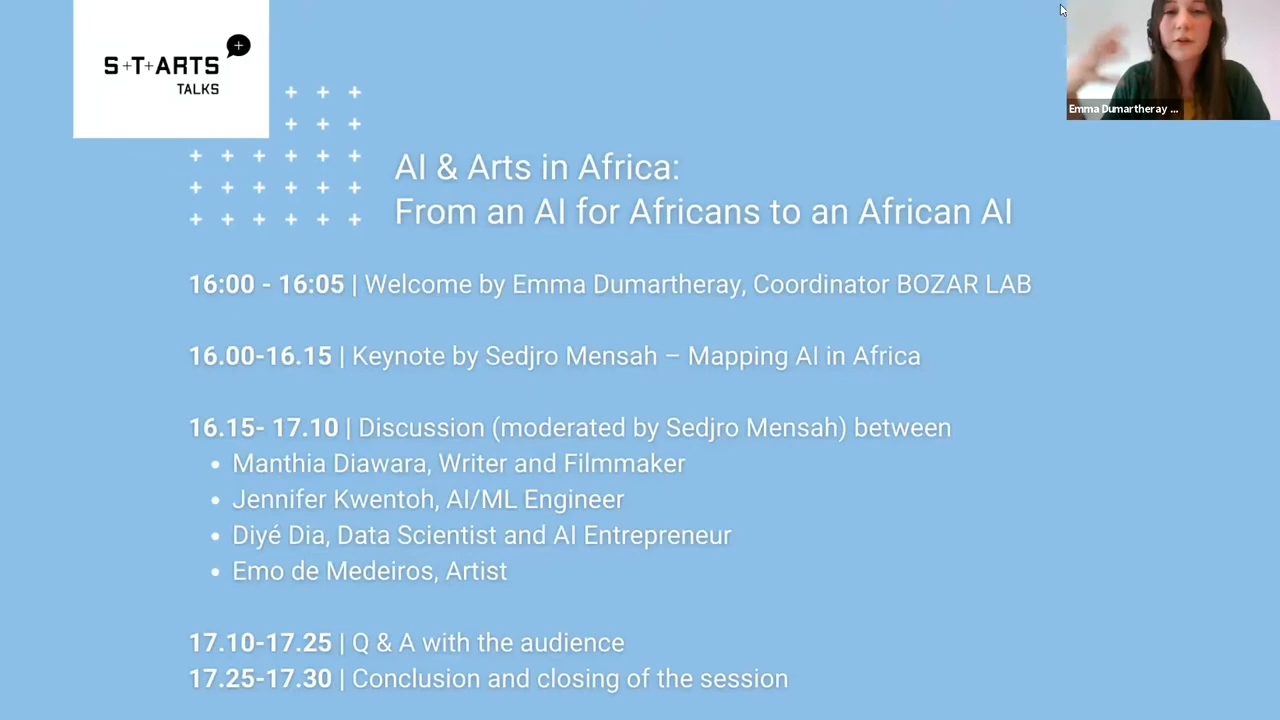 S+T+ARTS
TALKS
Emma Dumartheray ...
AI & Arts in Africa:
From an AI for Africans to an African AI
16:00 - 16:05 | Welcome by Emma Dumartheray, Coordinator BOZAR LAB
16.00-16.15 | Keynote by Sedjro Mensah – Mapping AI in Africa
16.15- 17.10 | Discussion (moderated by Sedjro Mensah) between
• Manthia Diawara, Writer and Filmmaker
• Jennifer Kwentoh, AI/ML Engineer
• Diyé Dia, Data Scientist and AI Entrepreneur
• Emo de Medeiros, Artist
17.10-17.25 | Q & A with the audience
17.25-17.30 | Conclusion and closing of the session